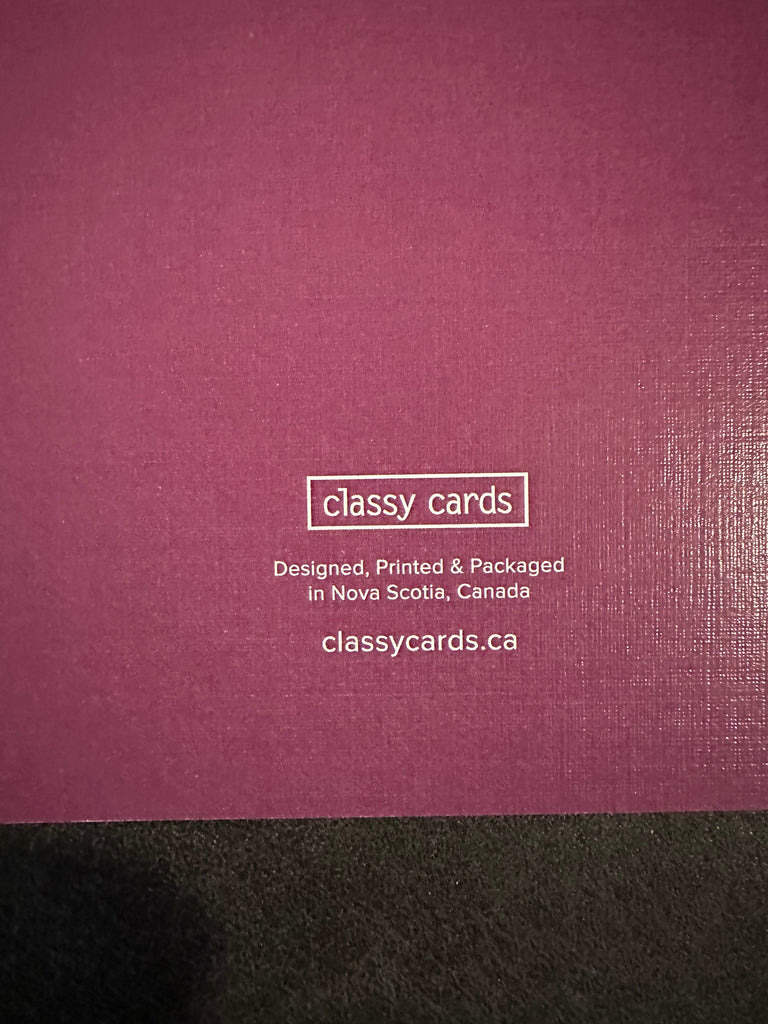 classy cards
Designed, Printed & Packaged
in Nova Scotia, Canada
classycards.ca